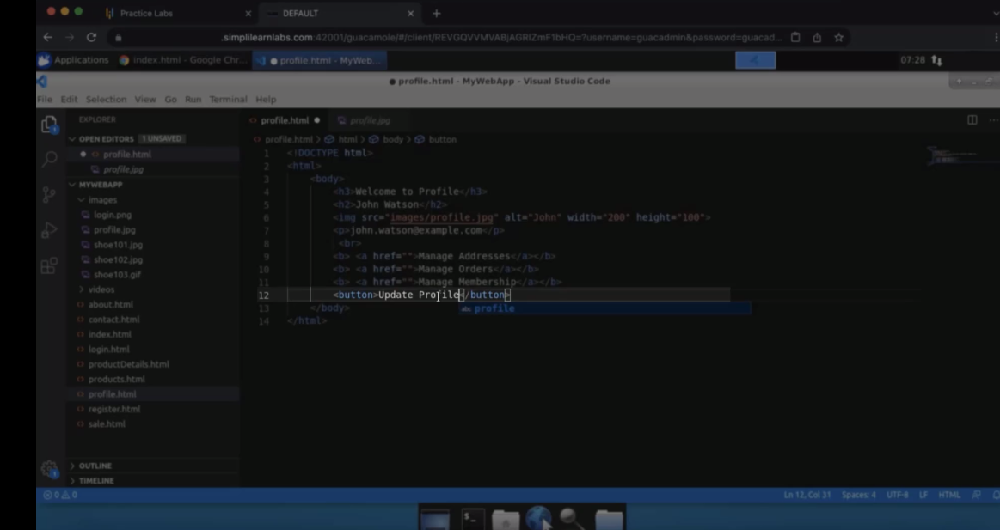 Practice Labs
DEFAULT
.simplilearnlabs.com:42001/guacamole/#/client/REVGQVVMVABjAGRIZmF1bHQ=?username=guacadmin&password=guacad...
Applications
index.html - Google Chr...
profile.html - MyWeb...
07:28
profile.html - MyWebApp - Visual Studio Code
File Edit Selection View Go Run Terminal Help
EXPLORER
OPEN EDITORS 1 UNSAVED
profile.html
profile.jpg
MYWEBAPP
images
login.png
profile.jpg
shoe101.jpg
shoe102.jpg
shoe103.gif
videos
about.html
contact.html
index.html
login.html
productDetails.html
products.html
profile.html
register.html
sale.html
OUTLINE
TIMELINE
profile.html
profile.jpg
profile.html > html > body > button
1 <!DOCTYPE html>
2 <html>
3 <body>
4 <h3>Welcome to Profile</h3>
5 <h2>John Watson</h2>
6 <img src="images/profile.jpg" alt="John" width="200" height="180">
7 <p>john.watson@example.com</p>
8 <br>
9 <b> <a href="">Manage Addresses</a></b>
10 <b> <a href="">Manage Orders</a></b>
11 <b> <a href="">Manage Membership</a></b>
12 <button>Update Profile</button>
abc profile
13 </body>
14 </html>
0 0
Ln 12, Col 31 Spaces: 4 UTF-8 LF HTML